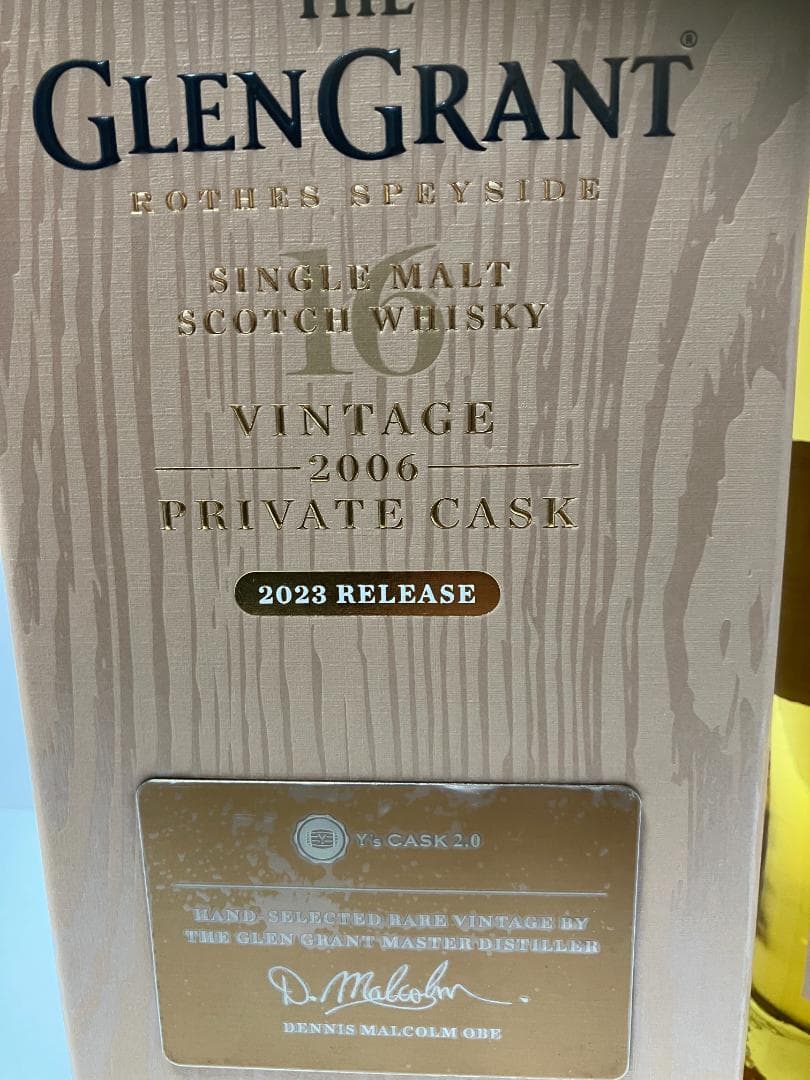 THE
GLENGRANT®
ROTHES SPEYSIDE
16
SINGLE MALT
SCOTCH WHISKY
VINTAGE
2006
PRIVATE CASK
2023 RELEASE
Y's CASK 2.0
HAND-SELECTED RARE VINTAGE BY
THE GLEN GRANT MASTER DISTILLER
D. Malcolm.
DENNIS MALCOLM OBE